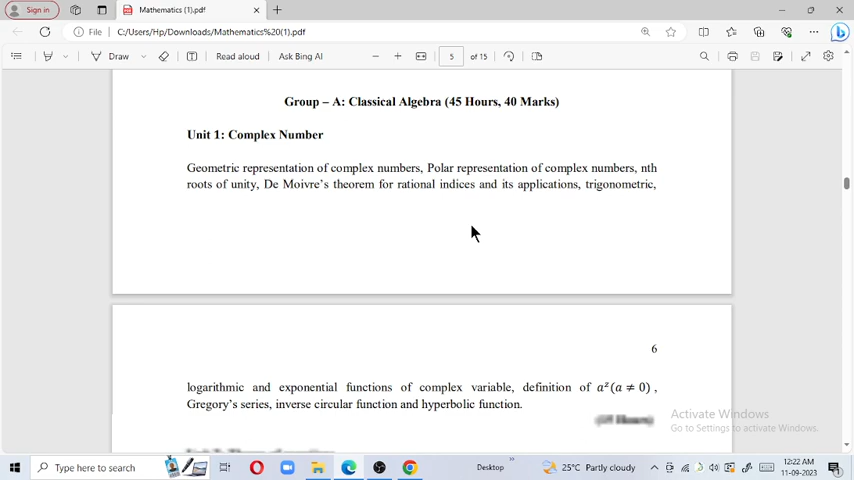 Sign in
Mathematics (1).pdf
File
C:/Users/Hp/Downloads/Mathematics%20(1).pdf
Draw
Read aloud
Ask Bing AI
5
of 15
Group – A: Classical Algebra (45 Hours, 40 Marks)
Unit 1: Complex Number
Geometric representation of complex numbers, Polar representation of complex numbers, nth
roots of unity, De Moivre's theorem for rational indices and its applications, trigonometric,
6
logarithmic and exponential functions of complex variable, definition of aᶻ(a ≠ 0) ,
Gregory's series, inverse circular function and hyperbolic function.
Activate Windows
Go to Settings to activate Windows.
Type here to search
Desktop
25°C Partly cloudy
12:22 AM
11-09-2023